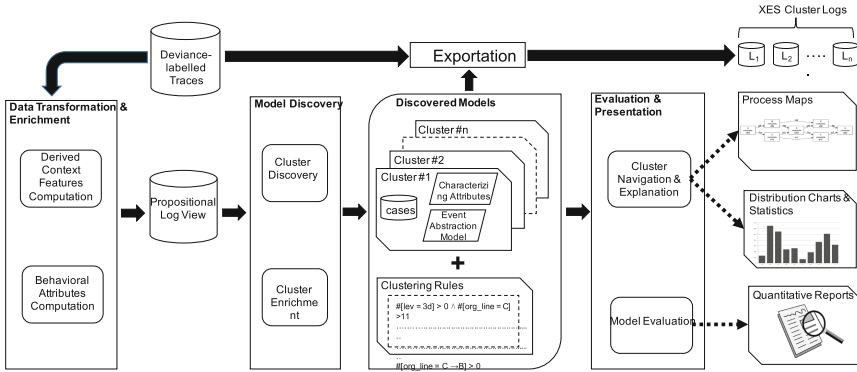 XES Cluster Logs
Deviance-
labelled
Traces
Exportation
L1
L2
....
Ln
Data Transformation &
Enrichment
Derived
Context
Features
Computation
Behavioral
Attributes
Computation
Propositional
Log View
Model Discovery
Cluster
Discovery
Cluster
Enrichme
nt
Discovered Models
Cluster #n
Cluster #2
Cluster #1
cases
Characterizi
ng Attributes
Event
Abstraction
Model
+
Clustering Rules
#[lev = 3d] > 0 ∧ #[org_line = C]
>11
#[org_line = C →B] > 0
Evaluation &
Presentation
Cluster
Navigation &
Explanation
Model Evaluation
Process Maps
Distribution Charts &
Statistics
Quantitative Reports